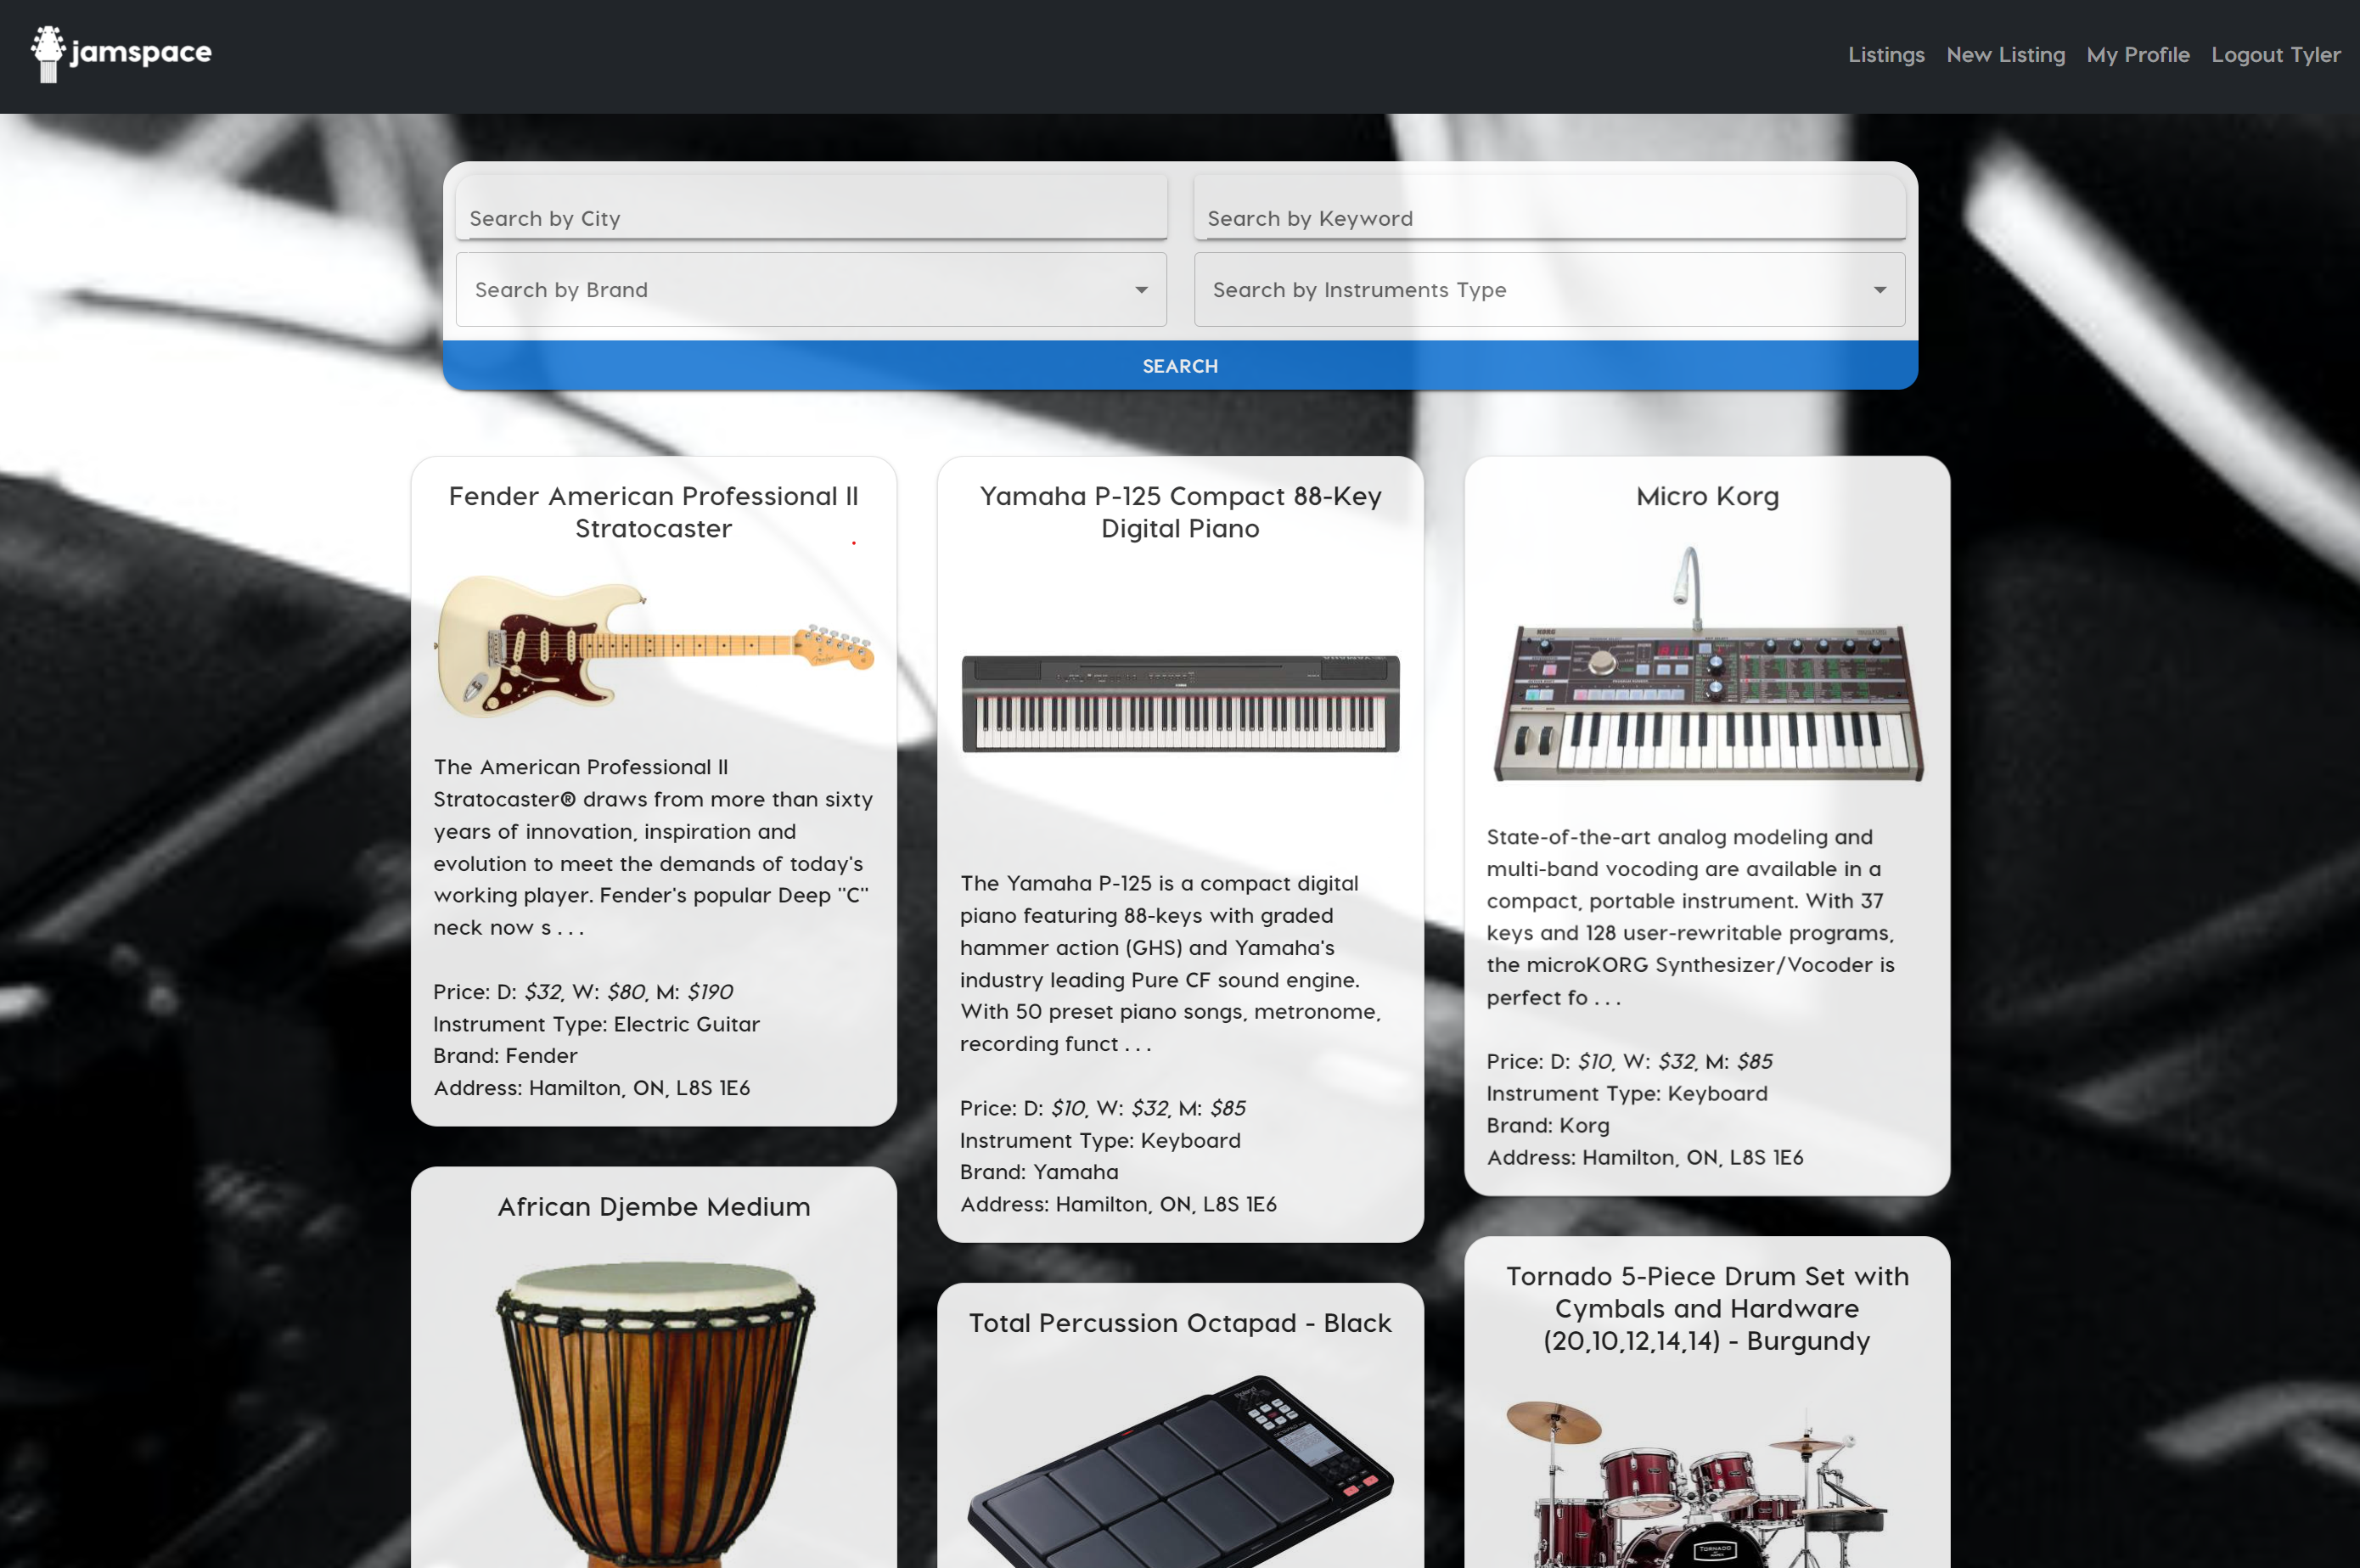 jamspace
Listings New Listing My Profile Logout Tyler
Search by City
Search by Keyword
Search by Brand
Search by Instruments Type
SEARCH
Fender American Professional II
Stratocaster
The American Professional II
Stratocaster® draws from more than sixty
years of innovation, inspiration and
evolution to meet the demands of today's
working player. Fender's popular Deep "C"
neck now s . . .
Price: D: $32, W: $80, M: $190
Instrument Type: Electric Guitar
Brand: Fender
Address: Hamilton, ON, L8S 1E6
Yamaha P-125 Compact 88-Key
Digital Piano
The Yamaha P-125 is a compact digital
piano featuring 88-keys with graded
hammer action (GHS) and Yamaha's
industry leading Pure CF sound engine.
With 50 preset piano songs, metronome,
recording funct . . .
Price: D: $10, W: $32, M: $85
Instrument Type: Keyboard
Brand: Yamaha
Address: Hamilton, ON, L8S 1E6
Micro Korg
KORG
State-of-the-art analog modeling and
multi-band vocoding are available in a
compact, portable instrument. With 37
keys and 128 user-rewritable programs,
the microKORG Synthesizer/Vocoder is
perfect fo . . .
Price: D: $10, W: $32, M: $85
Instrument Type: Keyboard
Brand: Korg
Address: Hamilton, ON, L8S 1E6
African Djembe Medium
Total Percussion Octapad - Black
Roland
Tornado 5-Piece Drum Set with
Cymbals and Hardware
(20,10,12,14,14) - Burgundy
TORNADO